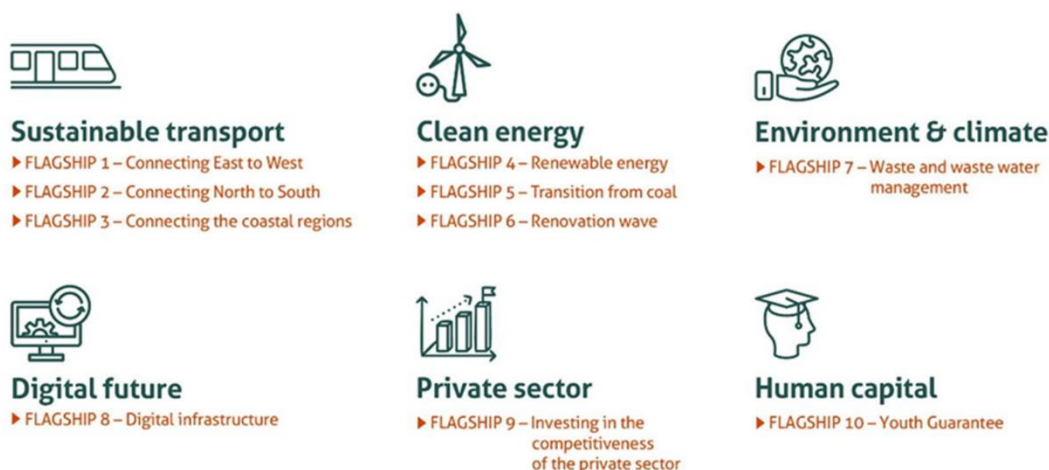 Sustainable transport
▶ FLAGSHIP 1 – Connecting East to West
▶ FLAGSHIP 2 – Connecting North to South
▶ FLAGSHIP 3 – Connecting the coastal regions
Clean energy
▶ FLAGSHIP 4 – Renewable energy
▶ FLAGSHIP 5 – Transition from coal
▶ FLAGSHIP 6 – Renovation wave
Environment & climate
▶ FLAGSHIP 7 – Waste and waste water
management
Digital future
▶ FLAGSHIP 8 – Digital infrastructure
Private sector
▶ FLAGSHIP 9 – Investing in the
competitiveness
of the private sector
Human capital
▶ FLAGSHIP 10 – Youth Guarantee